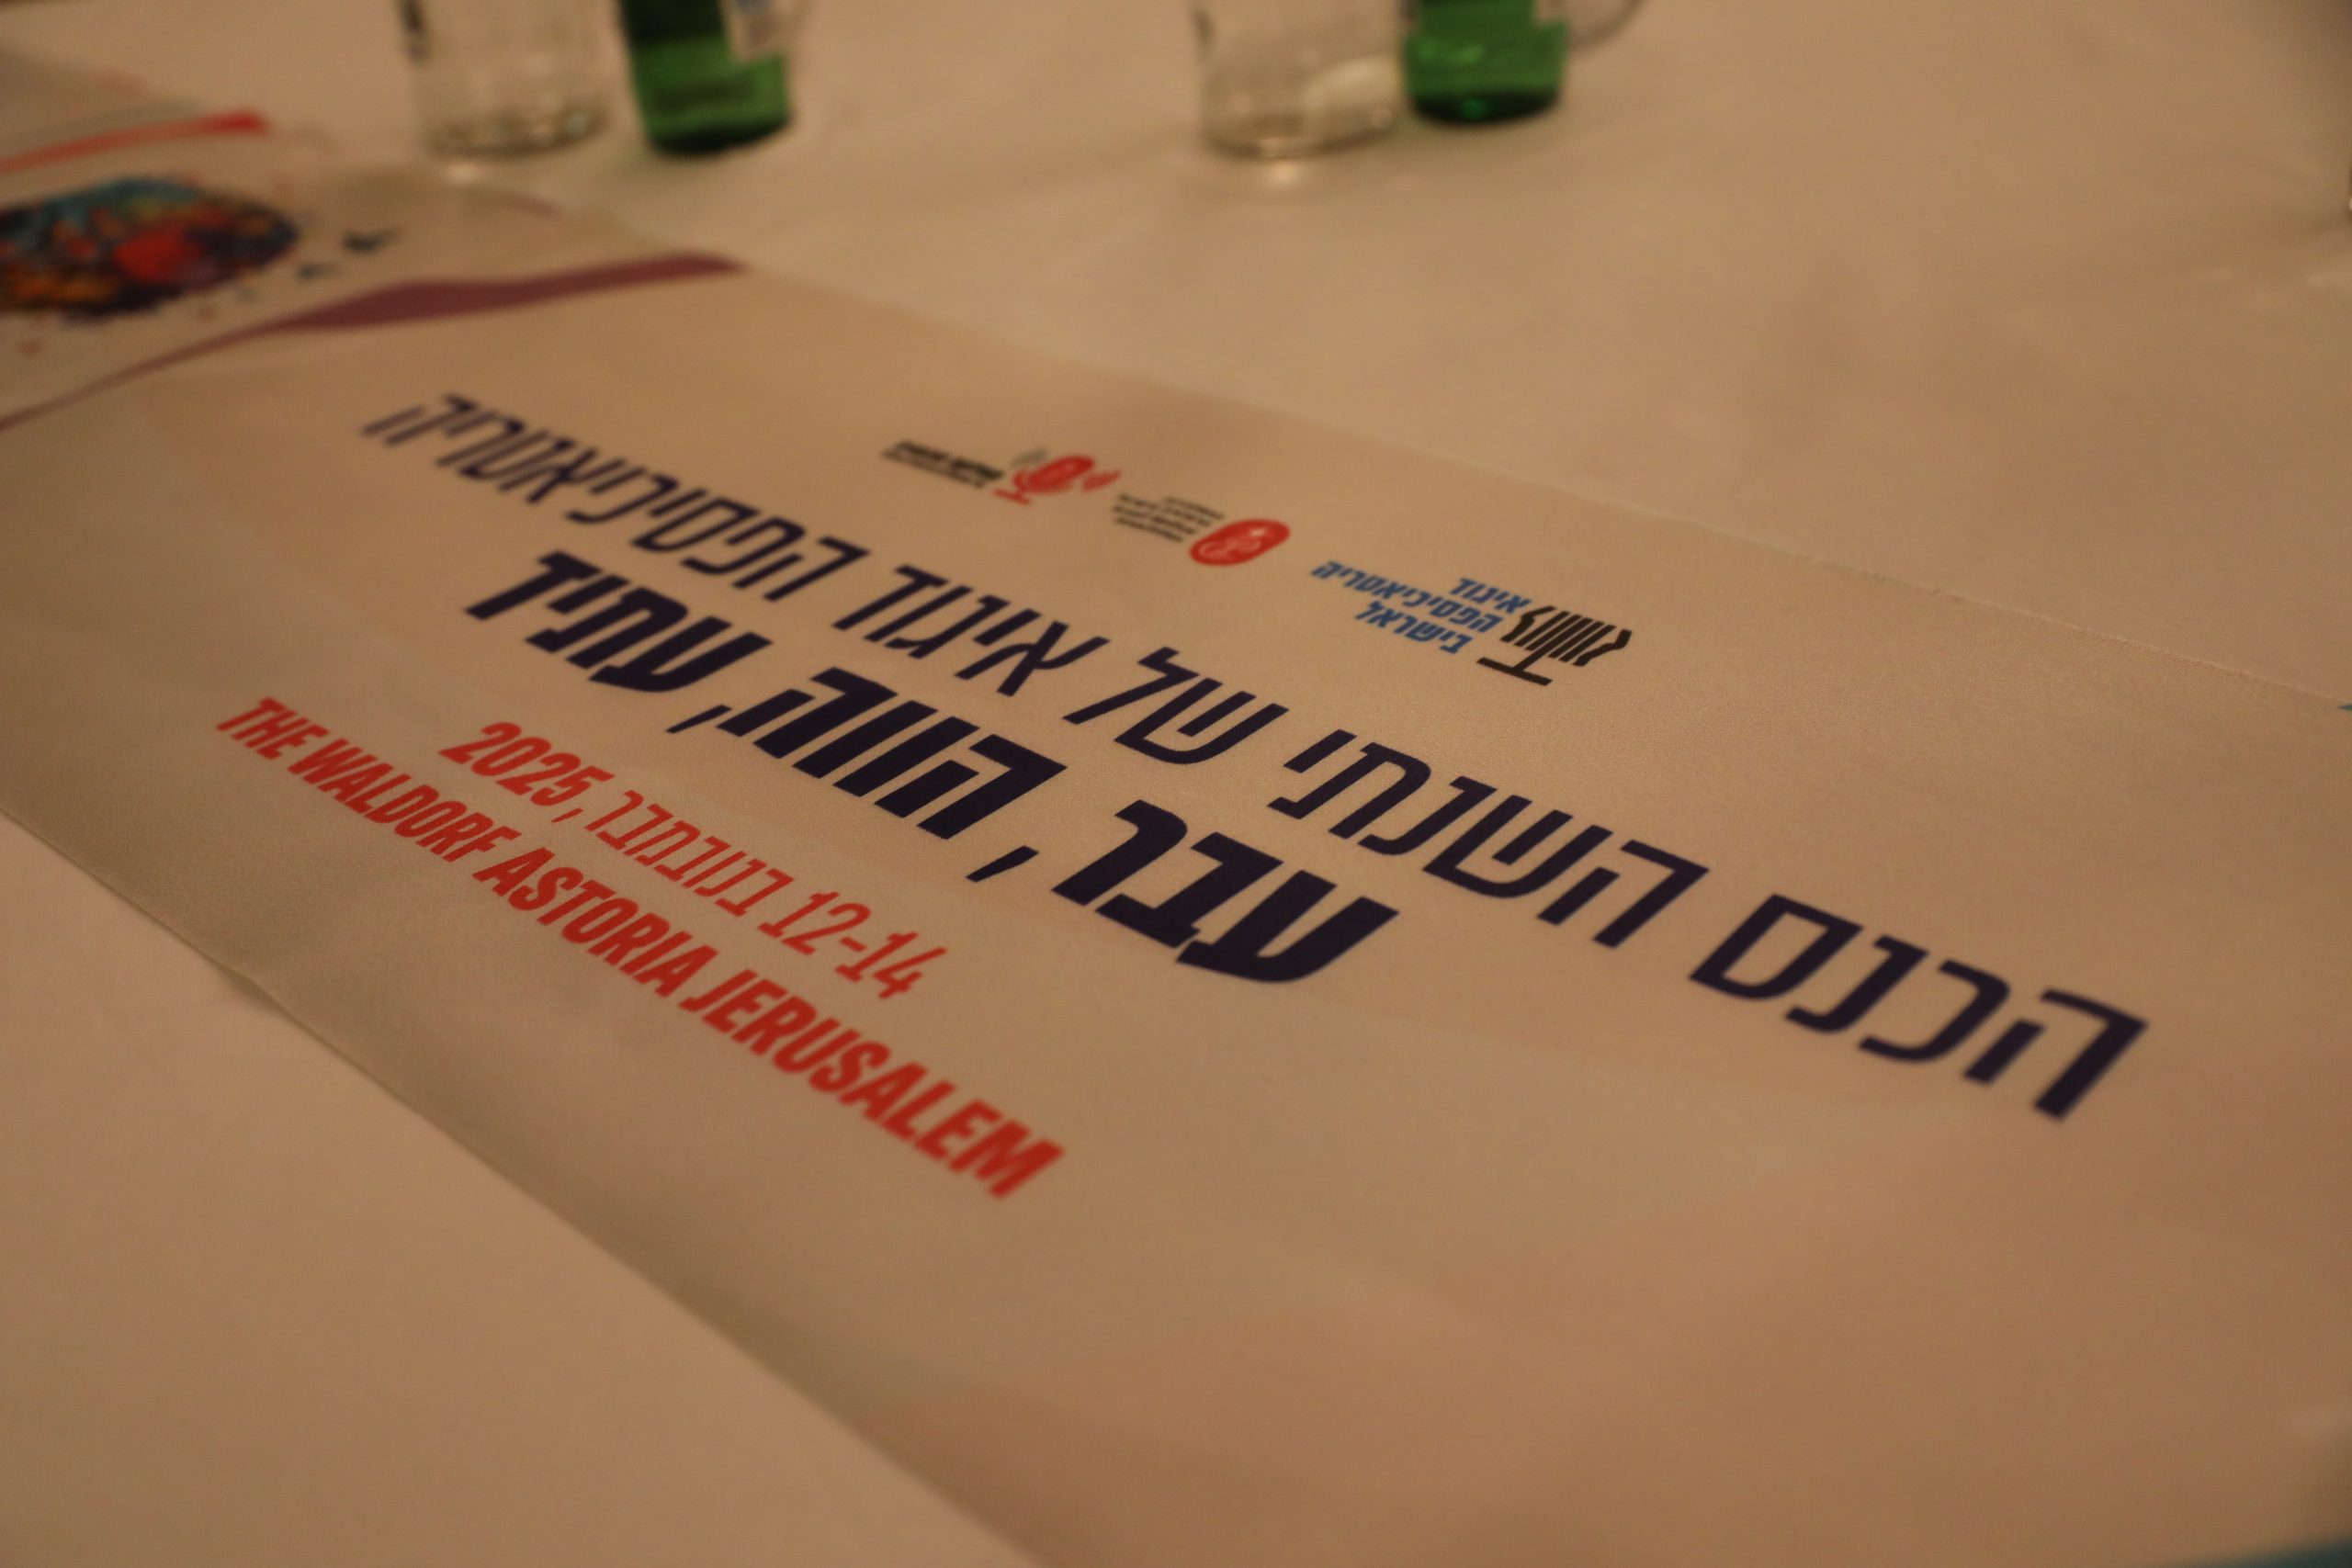 איגוד
הפסיכיאטריה
בישראל
הכנס השנתי של איגוד הפסיכיאטריה
עבר, הווה, עתיד
12-14 בנובמבר 2025,
THE WALDORF ASTORIA JERUSALEM